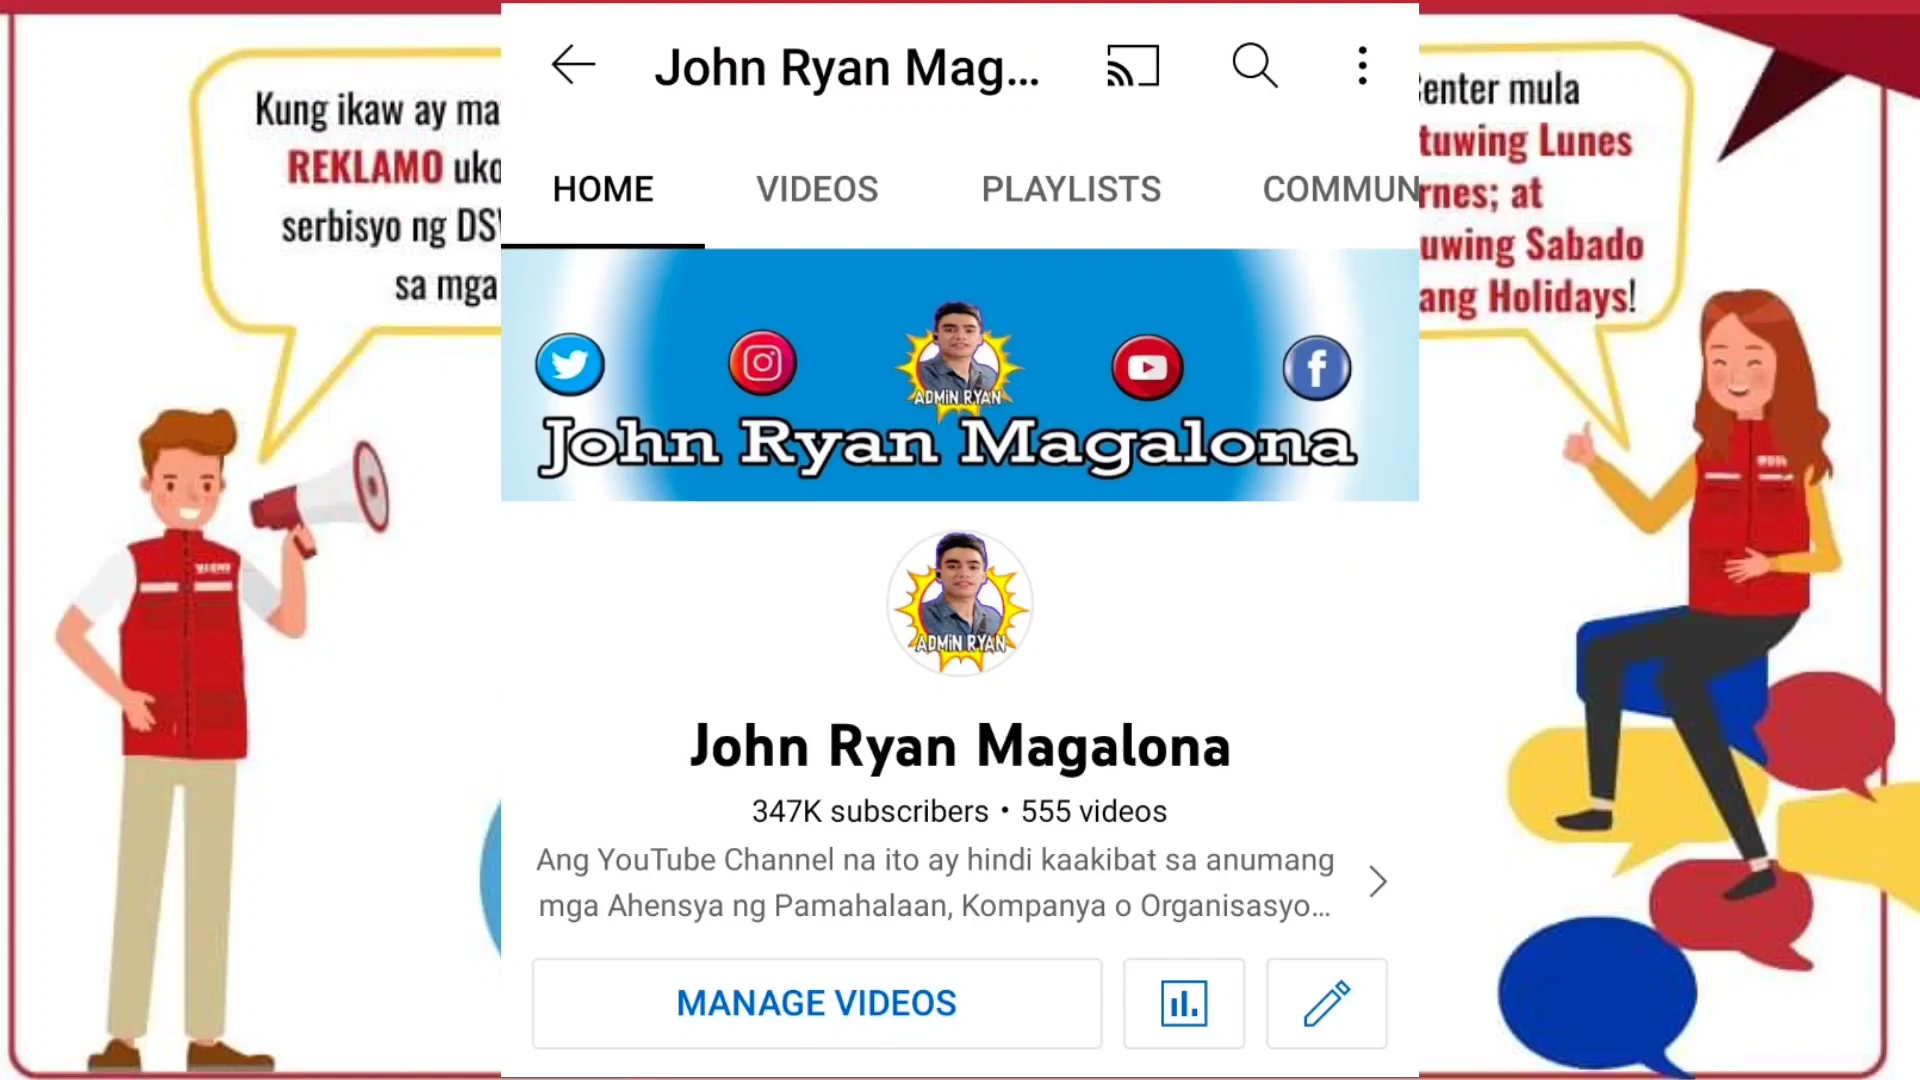 Kung ikaw ay ma
REKLAMO uko
serbisyo ng DS
sa mga
John Ryan Mag...
HOME VIDEOS PLAYLISTS COMMUN
ADMIN RYAN
John Ryan Magalona
ADMIN RYAN
John Ryan Magalona
347K subscribers • 555 videos
Ang YouTube Channel na ito ay hindi kaakibat sa anumang
mga Ahensya ng Pamahalaan, Kompanya o Organisasyo...
MANAGE VIDEOS
enter mula
tuwing Lunes
rnes; at
uwing Sabado
ang Holidays!